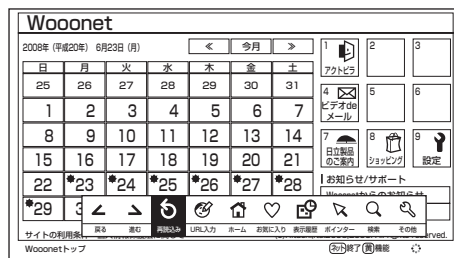 Wooonet
2008年 (平成20年) 6月23日 (月)
≪ 今月 ≫
日 月 火 水 木 金 土
25 26 27 28 29 30 31
1 2 3 4 5 6 7
8 9 10 11 12 13 14
15 16 17 18 19 20 21
22 *23 *24 *25 *26 *27 *28
*29
1 アクトビラ
2
3
4 ビデオde
メール
5
6
7 日立製品
のご案内
8 ショッピング
9 設定
お知らせ/サポート
WoooNetからのお知らせ
戻る 進む 再読込み URL入力 ホーム お気に入り 表示履歴 ポインター 検索 その他
サイトの利用条件
served.
Wooonetトップ
ネット終了 黄機能